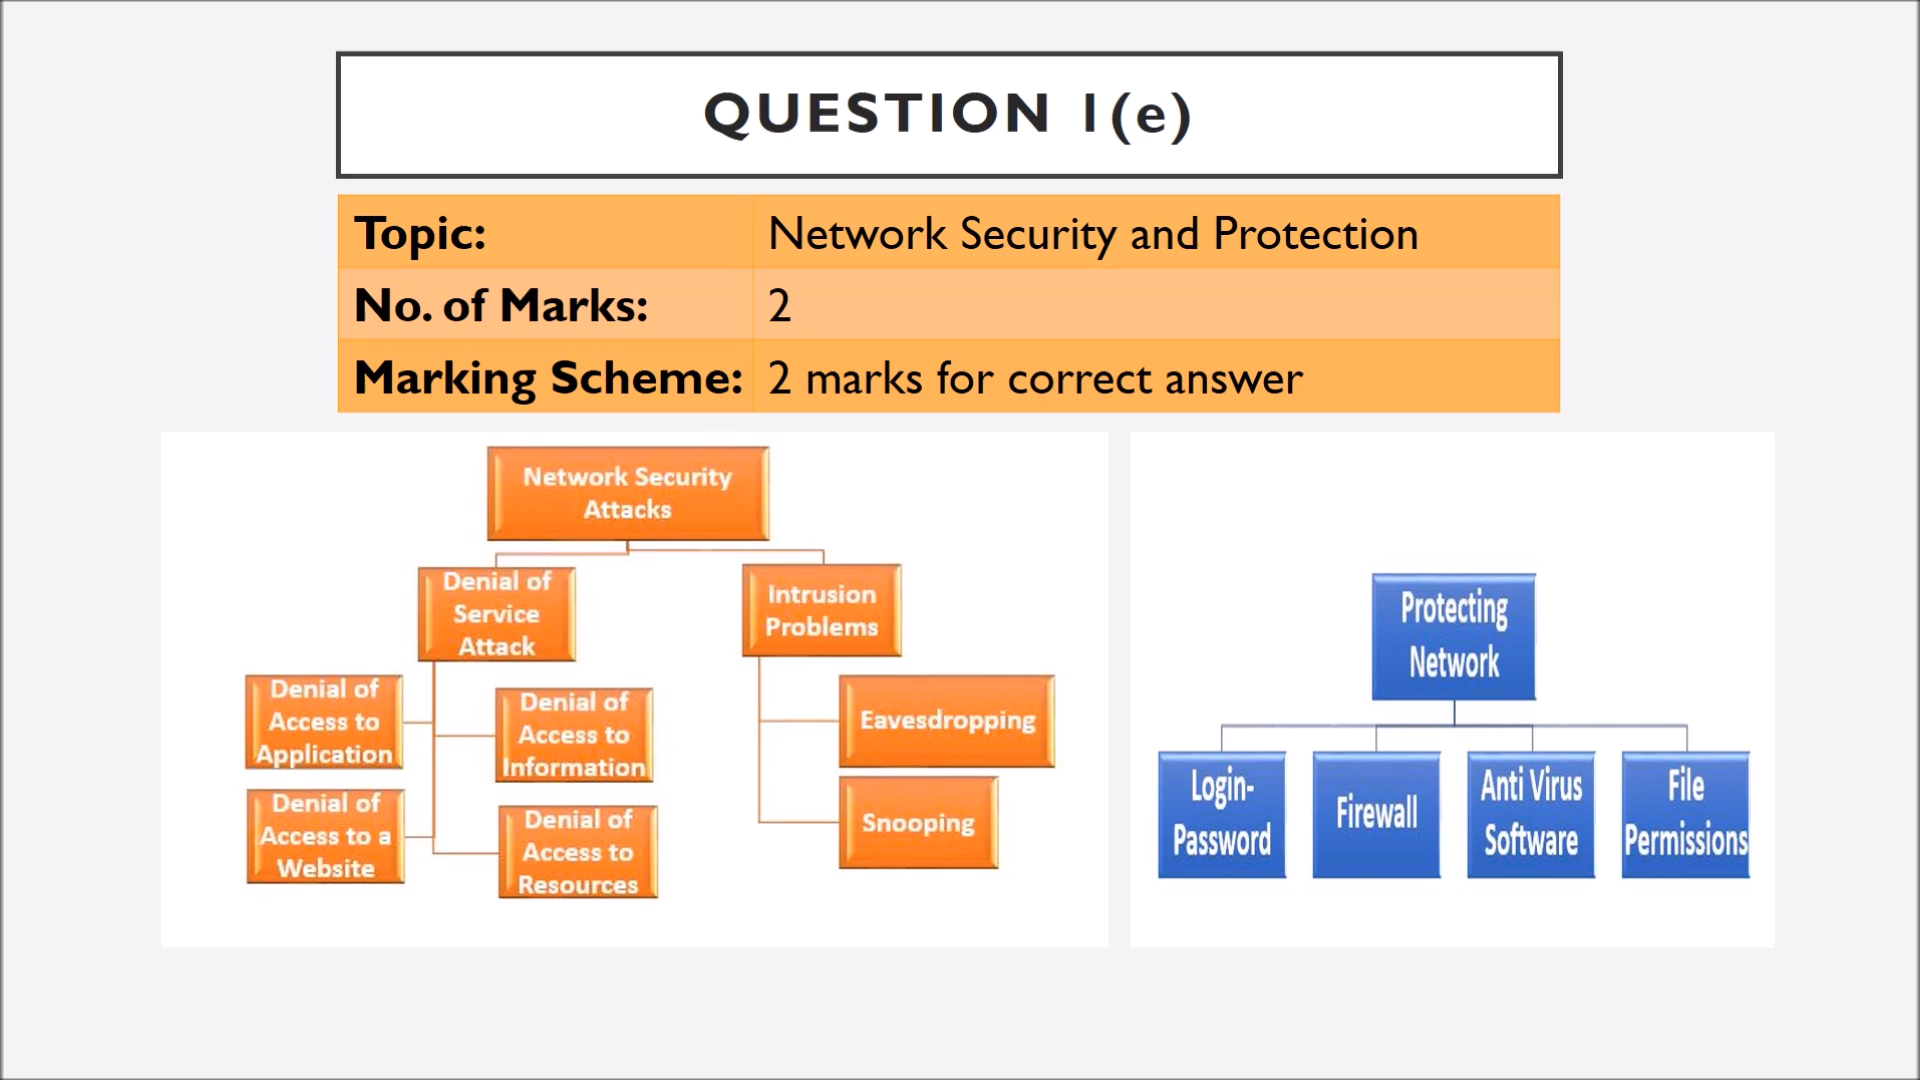 QUESTION 1(e)
Topic: Network Security and Protection
No. of Marks: 2
Marking Scheme: 2 marks for correct answer
Network Security
Attacks
Denial of
Service
Attack
Intrusion
Problems
Denial of
Access to
Application
Denial of
Access to
Information
Eavesdropping
Denial of
Access to a
Website
Denial of
Access to
Resources
Snooping
Protecting
Network
Login-
Password
Firewall
Anti Virus
Software
File
Permissions